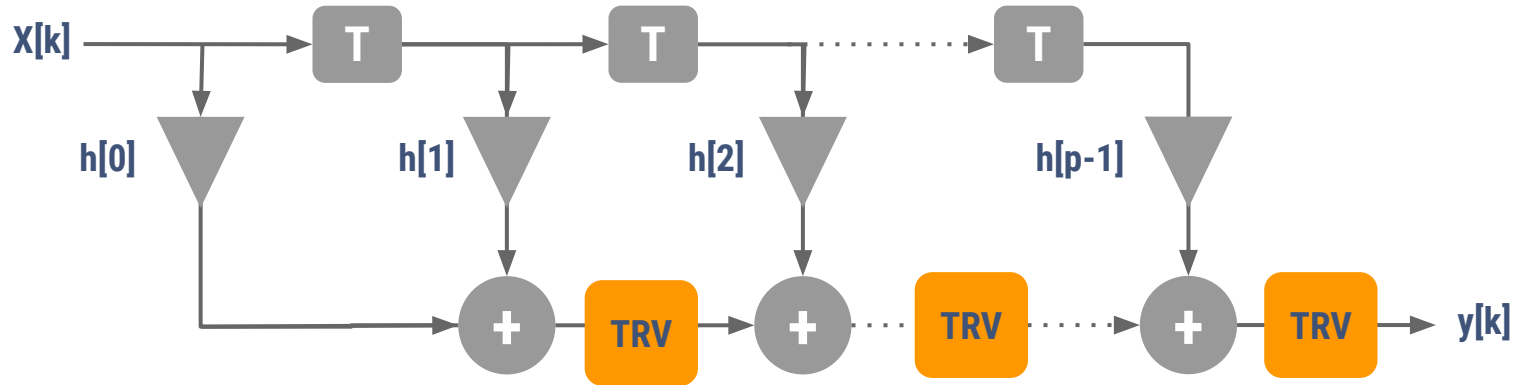 X[k]
T
T
T
h[0]
h[1]
h[2]
h[p-1]
+
TRV
+
TRV
+
TRV
y[k]